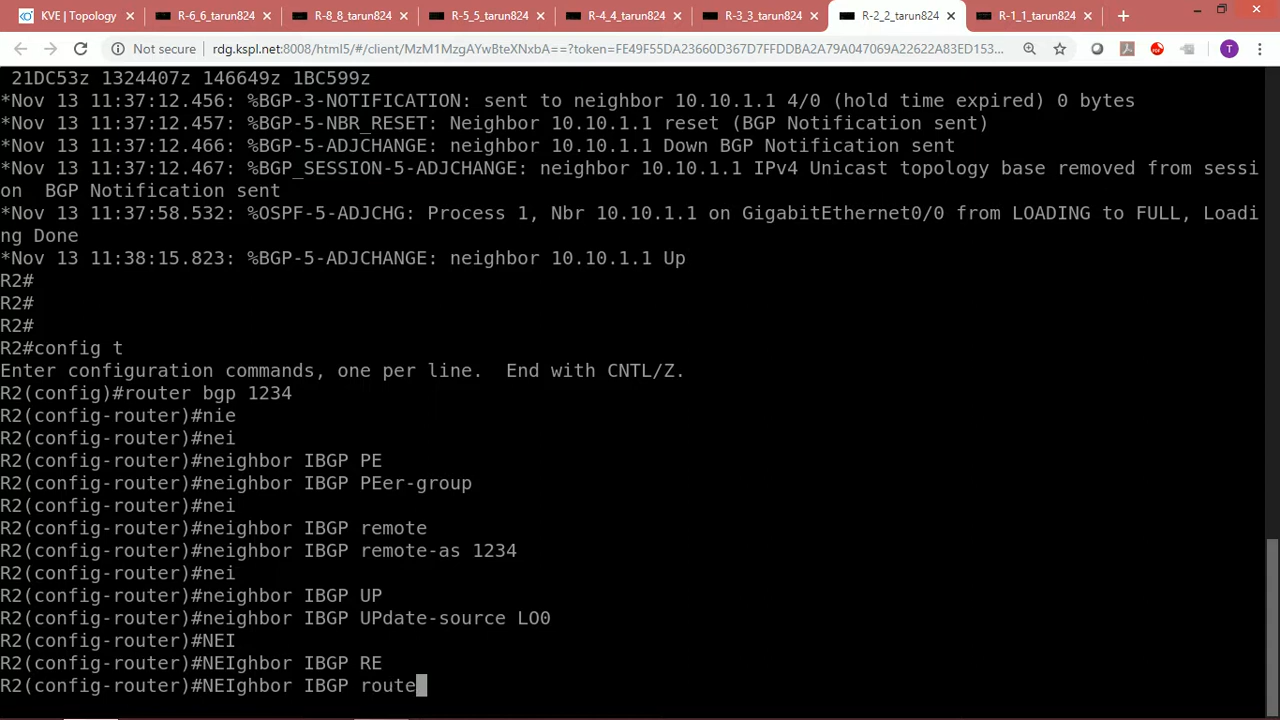 KVE | Topology
R-6_6_tarun824
R-8_8_tarun824
R-5_5_tarun824
R-4_4_tarun824
R-3_3_tarun824
R-2_2_tarun824
R-1_1_tarun824
Not secure
rdg.kspl.net:8008/html5/#/client/MzM1MzgAYwBteXNxbA==?token=FE49F55DA23660D367D7FFDDBA2A79A047069A22622A83ED153...
T
21DC53z 1324407z 146649z 1BC599z
*Nov 13 11:37:12.456: %BGP-3-NOTIFICATION: sent to neighbor 10.10.1.1 4/0 (hold time expired) 0 bytes
*Nov 13 11:37:12.457: %BGP-5-NBR_RESET: Neighbor 10.10.1.1 reset (BGP Notification sent)
*Nov 13 11:37:12.466: %BGP-5-ADJCHANGE: neighbor 10.10.1.1 Down BGP Notification sent
*Nov 13 11:37:12.467: %BGP_SESSION-5-ADJCHANGE: neighbor 10.10.1.1 IPv4 Unicast topology base removed from sessi
on  BGP Notification sent
*Nov 13 11:37:58.532: %OSPF-5-ADJCHG: Process 1, Nbr 10.10.1.1 on GigabitEthernet0/0 from LOADING to FULL, Loadi
ng Done
*Nov 13 11:38:15.823: %BGP-5-ADJCHANGE: neighbor 10.10.1.1 Up
R2#
R2#
R2#
R2#config t
Enter configuration commands, one per line.  End with CNTL/Z.
R2(config)#router bgp 1234
R2(config-router)#nie
R2(config-router)#nei
R2(config-router)#neighbor IBGP PE
R2(config-router)#neighbor IBGP PEer-group
R2(config-router)#nei
R2(config-router)#neighbor IBGP remote
R2(config-router)#neighbor IBGP remote-as 1234
R2(config-router)#nei
R2(config-router)#neighbor IBGP UP
R2(config-router)#neighbor IBGP UPdate-source LO0
R2(config-router)#NEI
R2(config-router)#NEIghbor IBGP RE
R2(config-router)#NEIghbor IBGP route